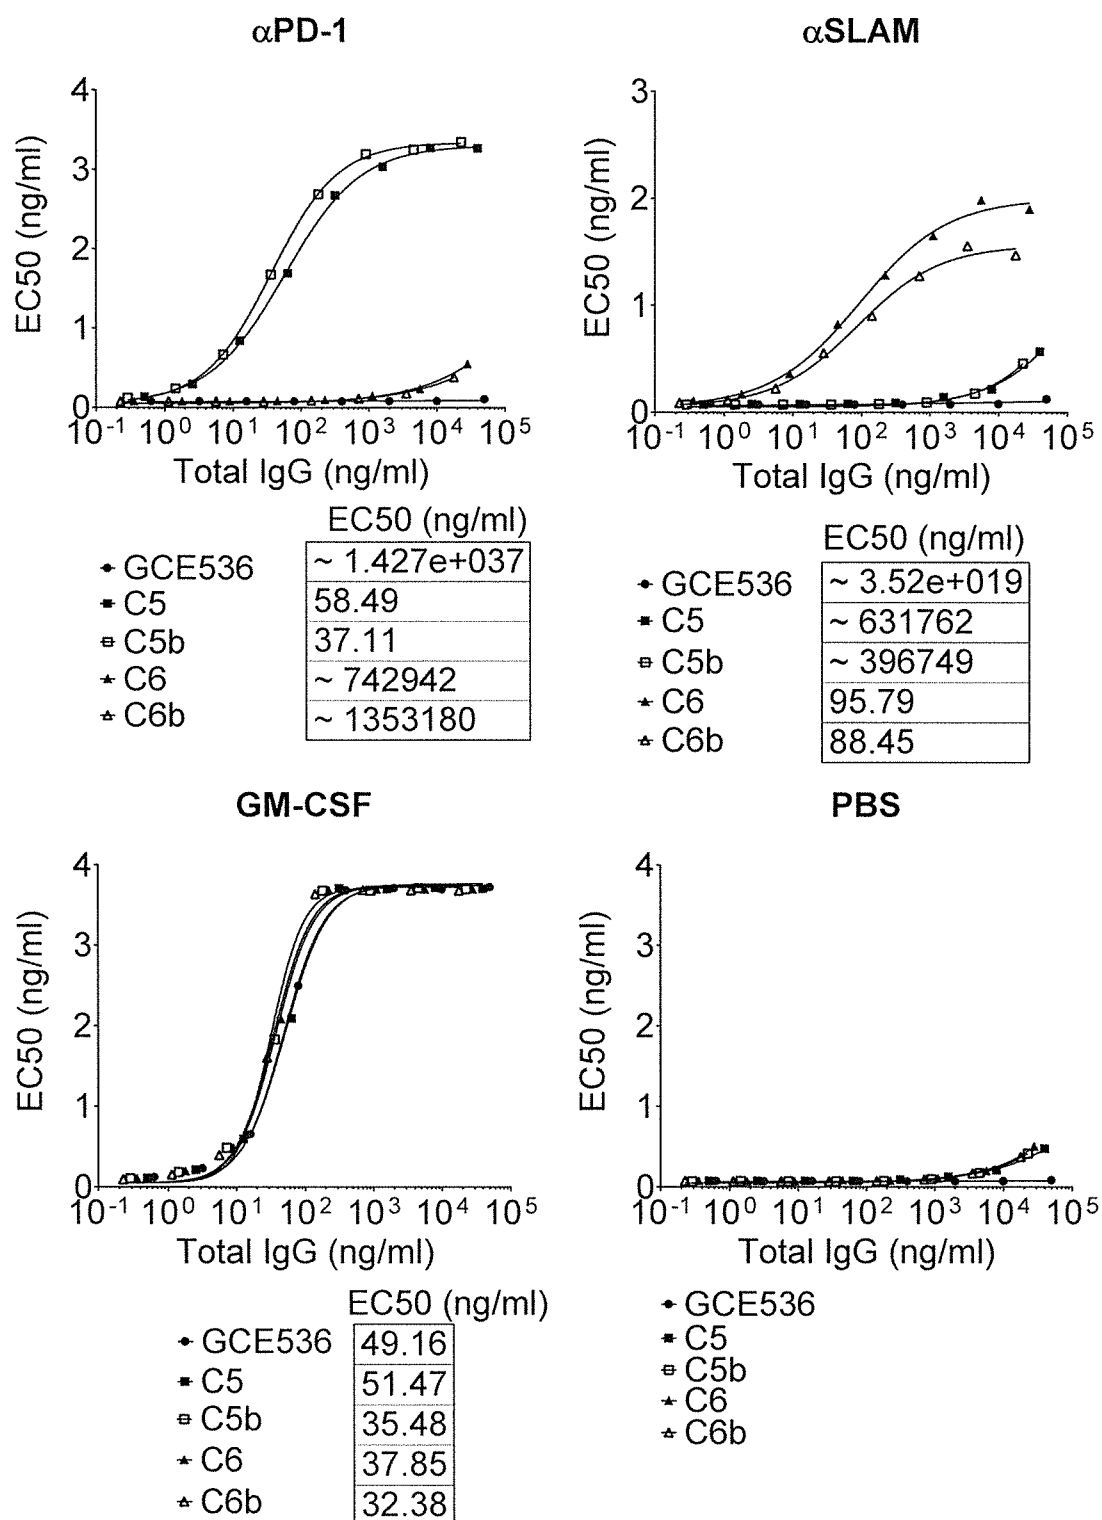 αPD-1
EC50 (ng/ml)
4
3
2
1
0
10-1 100 101 102 103 104 105
Total IgG (ng/ml)
EC50 (ng/ml)
GCE536 ~ 1.427e+037
C5 58.49
C5b 37.11
C6 ~ 742942
C6b ~ 1353180
αSLAM
EC50 (ng/ml)
3
2
1
0
10-1 100 101 102 103 104 105
Total IgG (ng/ml)
EC50 (ng/ml)
GCE536 ~ 3.52e+019
C5 ~ 631762
C5b ~ 396749
C6 95.79
C6b 88.45
GM-CSF
EC50 (ng/ml)
4
3
2
1
0
10-1 100 101 102 103 104 105
Total IgG (ng/ml)
EC50 (ng/ml)
GCE536 49.16
C5 51.47
C5b 35.48
C6 37.85
C6b 32.38
PBS
EC50 (ng/ml)
4
3
2
1
0
10-1 100 101 102 103 104 105
Total IgG (ng/ml)
GCE536
C5
C5b
C6
C6b